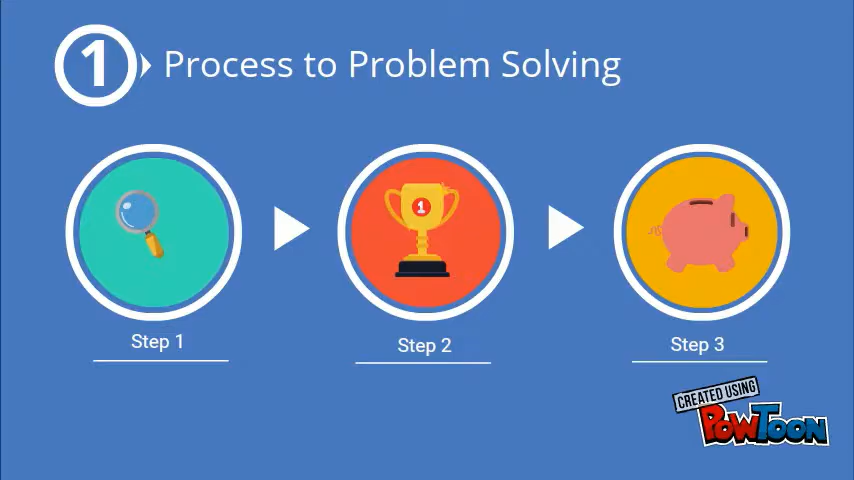 1 Process to Problem Solving
1
Step 1
Step 2
Step 3
CREATED USING
POWTOON